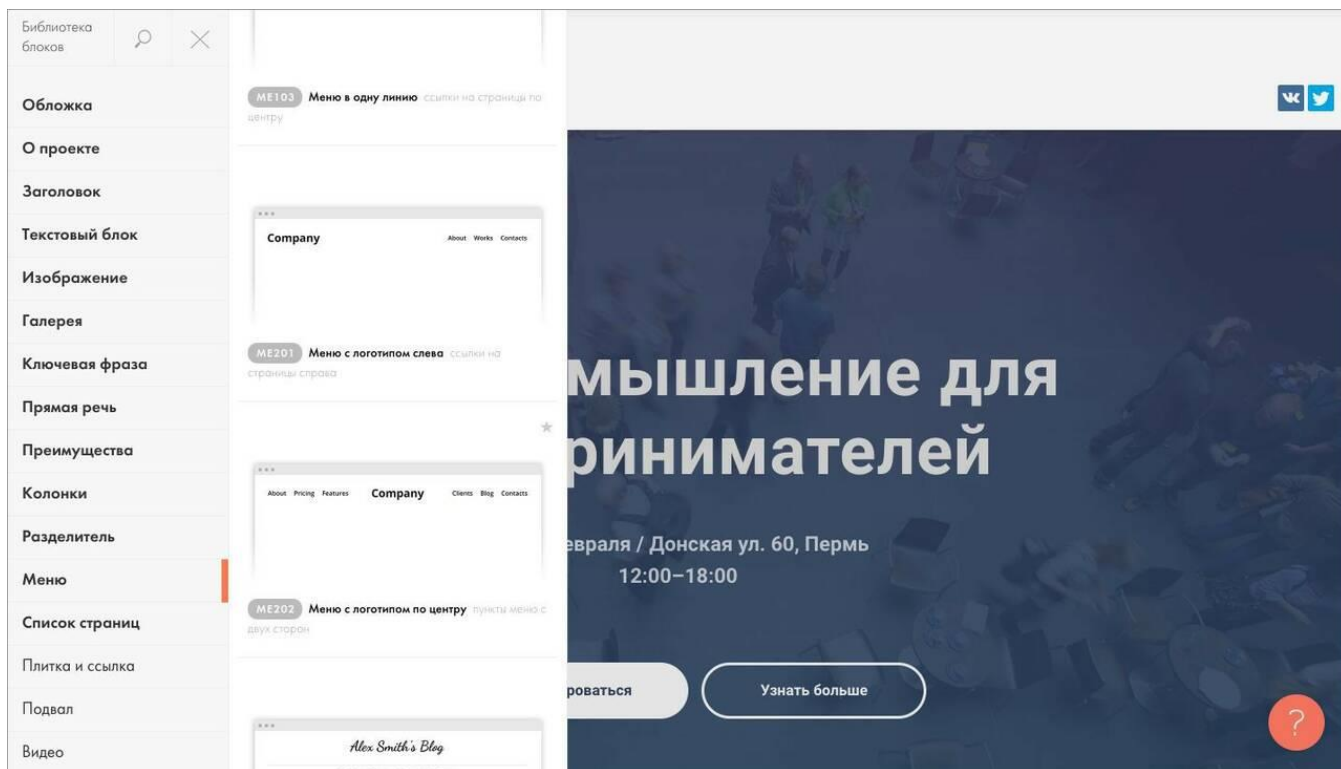 Библиотека
блоков
Обложка
О проекте
Заголовок
Текстовый блок
Изображение
Галерея
Ключевая фраза
Прямая речь
Преимущества
Колонки
Разделитель
Меню
Список страниц
Плитка и ссылка
Подвал
Видео
ME103 Меню в одну линию ссылки на страницы по
центру
Company About Works Contacts
ME201 Меню с логотипом слева ссылки на
страницы справа
About Pricing Features Company Clients Blog Contacts
ME202 Меню с логотипом по центру пункты меню с
двух сторон
Alex Smith's Blog
мышление для
ринимателей
евраля / Донская ул. 60, Пермь
12:00–18:00
роваться
Узнать больше
?